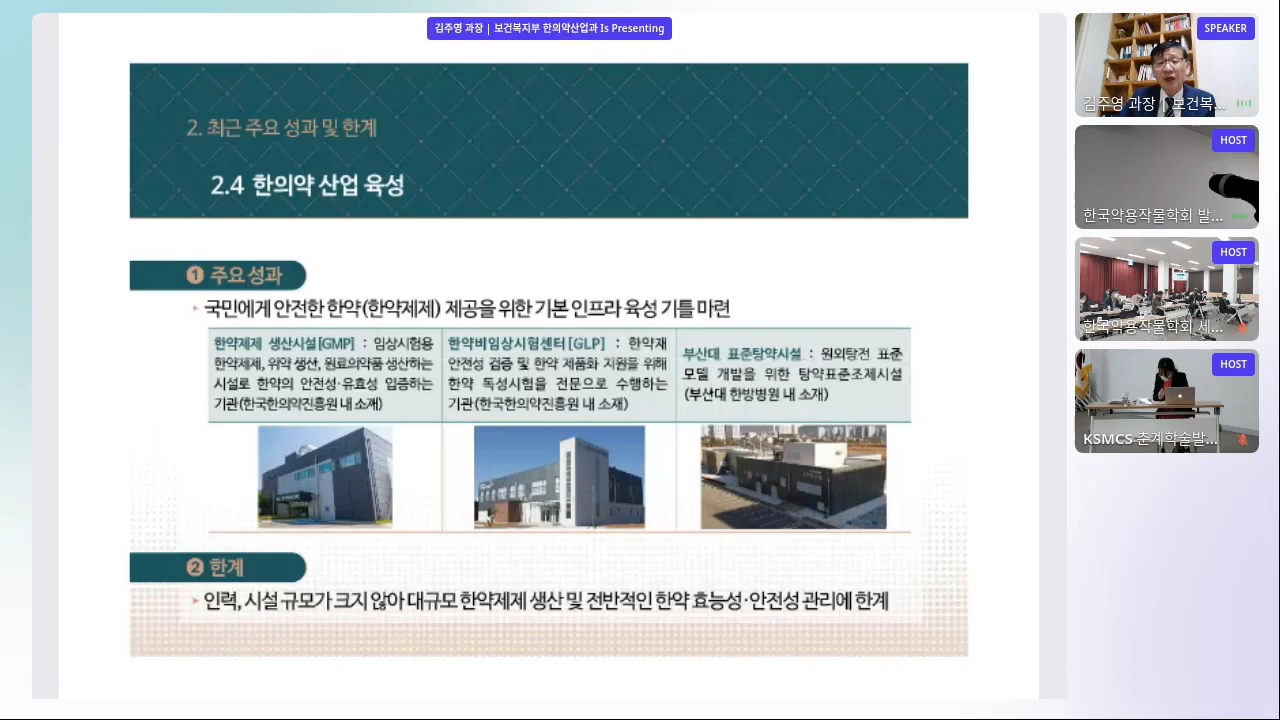 김주영 과장 | 보건복지부 한의약산업과 Is Presenting
2. 최근 주요 성과 및 한계
2.4 한의약 산업 육성
1 주요 성과
▸ 국민에게 안전한 한약(한약제제) 제공을 위한 기본 인프라 육성 기틀 마련
한약제제 생산시설[GMP] : 임상시험용
한약제제, 위약 생산, 원료의약품 생산하는
시설로 한약의 안전성·유효성 입증하는
기관(한국한의약진흥원 내 소재)
한약비임상시험센터[GLP] : 한약재
안전성 검증 및 한약 제품화 지원을 위해
한약 독성시험을 전문으로 수행하는
기관(한국한의약진흥원 내 소재)
부산대 표준탕약시설 : 원외탕전 표준
모델 개발을 위한 탕약표준조제시설
(부산대 한방병원 내 소재)
2 한계
▸ 인력, 시설 규모가 크지 않아 대규모 한약제제 생산 및 전반적인 한약 효능성·안전성 관리에 한계
SPEAKER
김주영 과장 | 보건복...
HOST
한국약용작물학회 발...
HOST
한국약용작물학회 세...
HOST
KSMCS 춘계학술발...